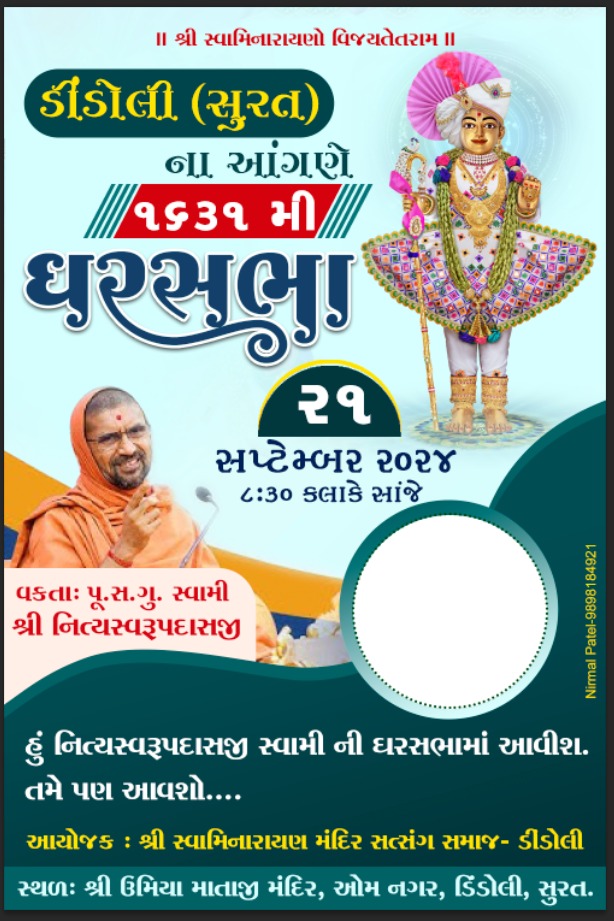 ॥ શ્રી સ્વામિનારાયણો વિજયતેતરામ ॥
ડીંડોલી (સુરત)
ના આંગણે
૧૬૩૧ મી
ઘરસભા
૨૧
સપ્ટેમ્બર ૨૦૨૪
૮:૩૦ કલાકે સાંજે
વકતાઃ પૂ.સ.ગુ. સ્વામી
શ્રી નિત્યસ્વરૂપદાસજી
Nirmal Patel-9898184921
હું નિત્યસ્વરૂપદાસજી સ્વામી ની ઘરસભામાં આવીશ.
તમે પણ આવશો....
આયોજક : શ્રી સ્વામિનારાયણ મંદિર સત્સંગ સમાજ- ડીંડોલી
સ્થળઃ શ્રી ઉમિયા માતાજી મંદિર, ઓમ નગર, ડિંડોલી, સુરત.